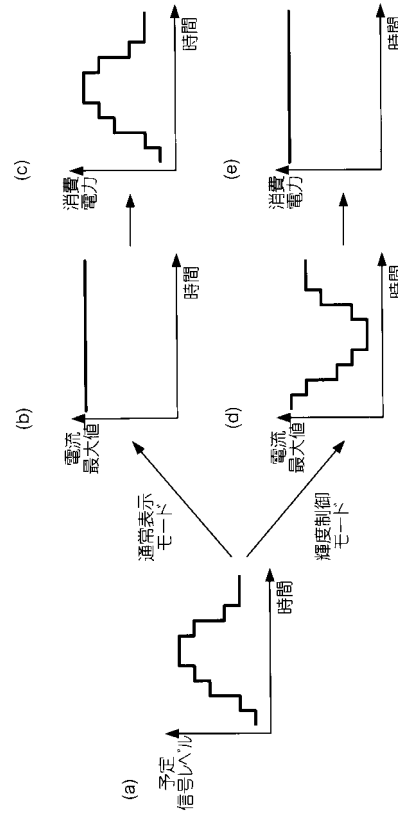 (a)
予定
信号レベル
時間
通常表示
モード
輝度制御
モード
(b)
電流
最大値
時間
(c)
消費
電力
時間
(d)
電流
最大値
時間
(e)
消費
電力
時間